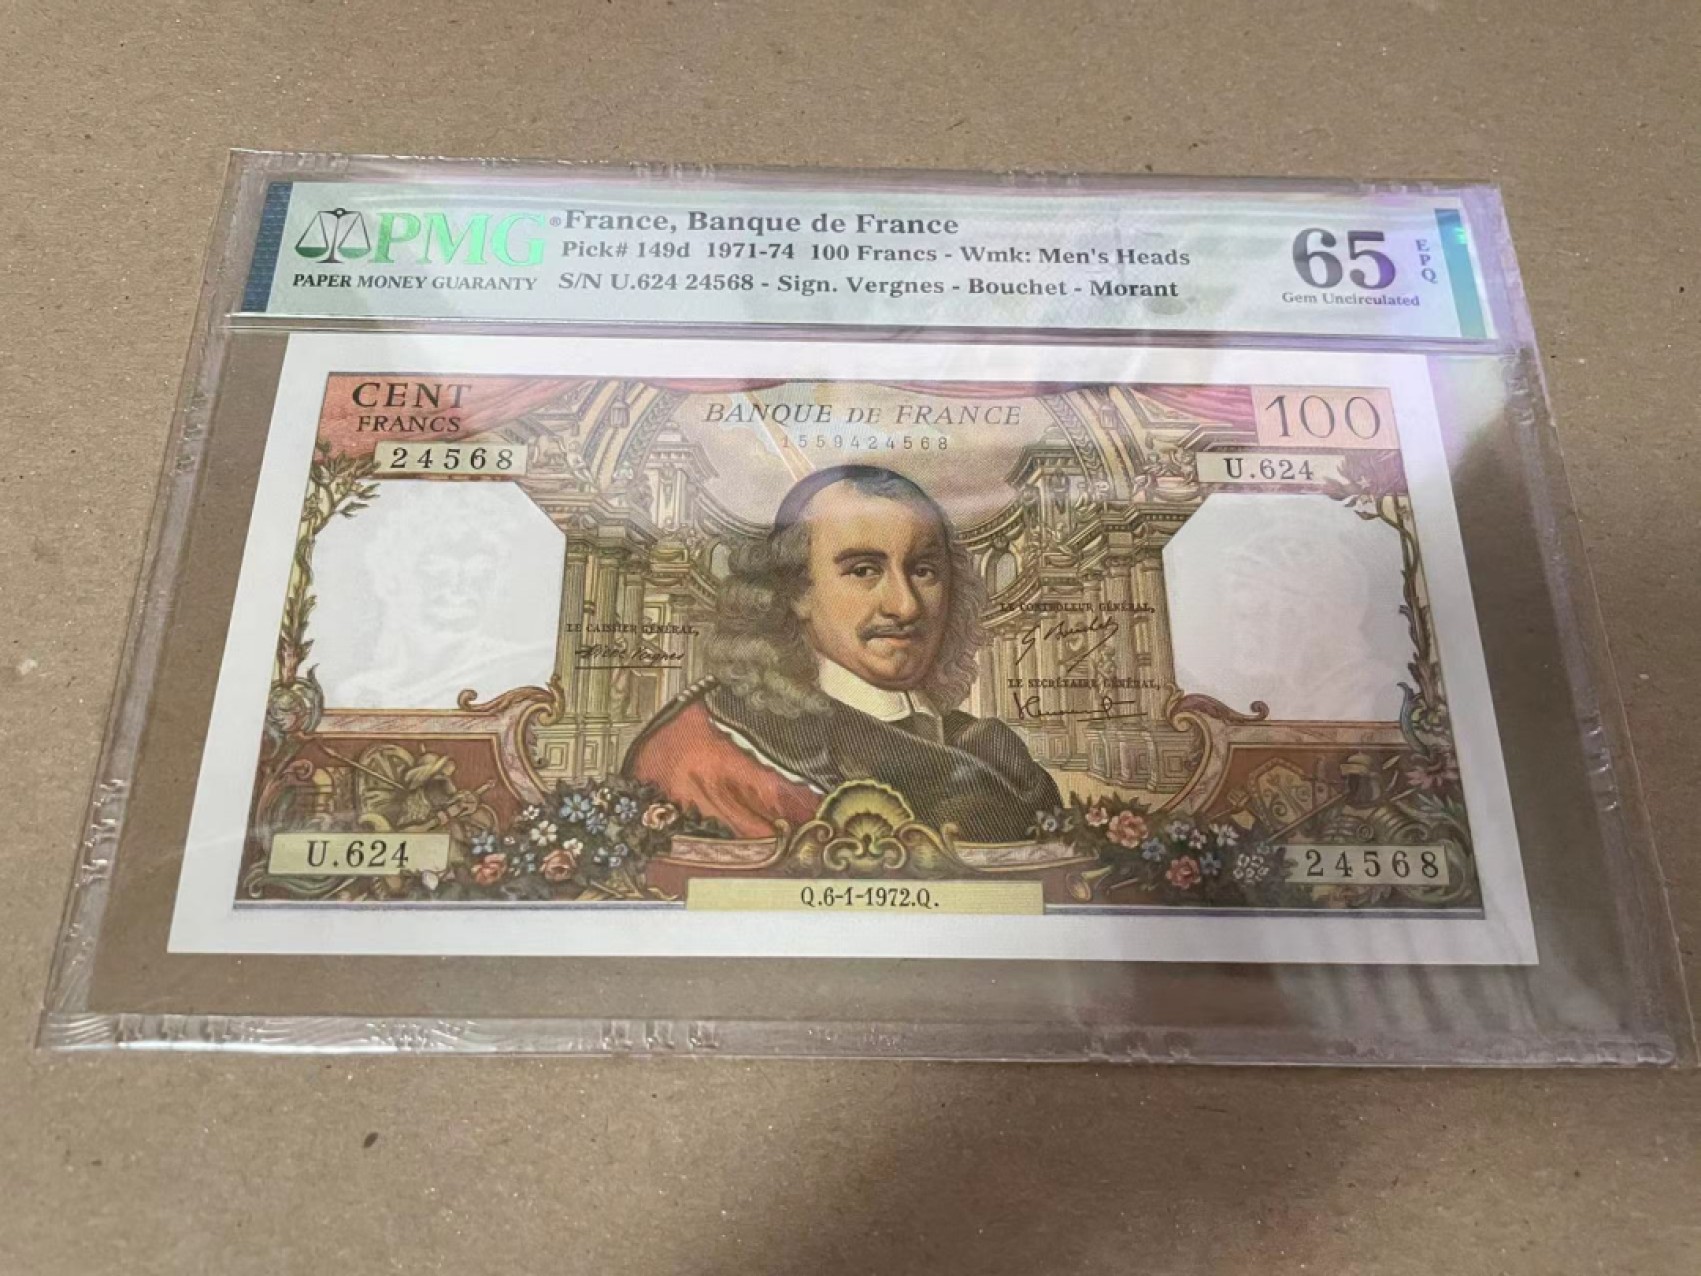 PMG®
PAPER MONEY GUARANTY
France, Banque de France
Pick# 149d 1971-74 100 Francs - Wmk: Men's Heads
S/N U.624 24568 - Sign. Vergnes - Bouchet - Morant
65 EPQ
Gem Uncirculated
CENT
FRANCS
BANQUE DE FRANCE
100
1559424568
24568
U.624
LE CAISSIER GÉNÉRAL,
LE CONTROLEUR GÉNÉRAL,
LE SECRÉTAIRE GÉNÉRAL,
U.624
24568
Q.6-1-1972.Q.